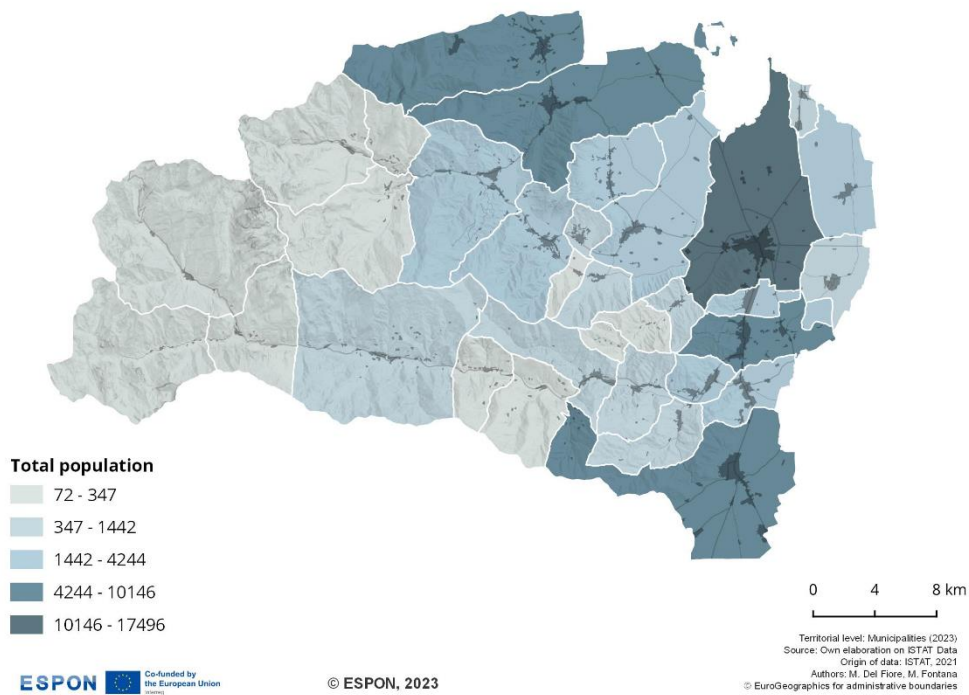 Total population
72 - 347
347 - 1442
1442 - 4244
4244 - 10146
10146 - 17496
0 4 8 km
Territorial level: Municipalities (2023)
Source: Own elaboration on ISTAT Data
Origin of data: ISTAT, 2021
Authors: M. Del Fiore, M. Fontana
© EuroGeographics for administrative boundaries
ESPON
Co-funded by
the European Union
Interreg
© ESPON, 2023